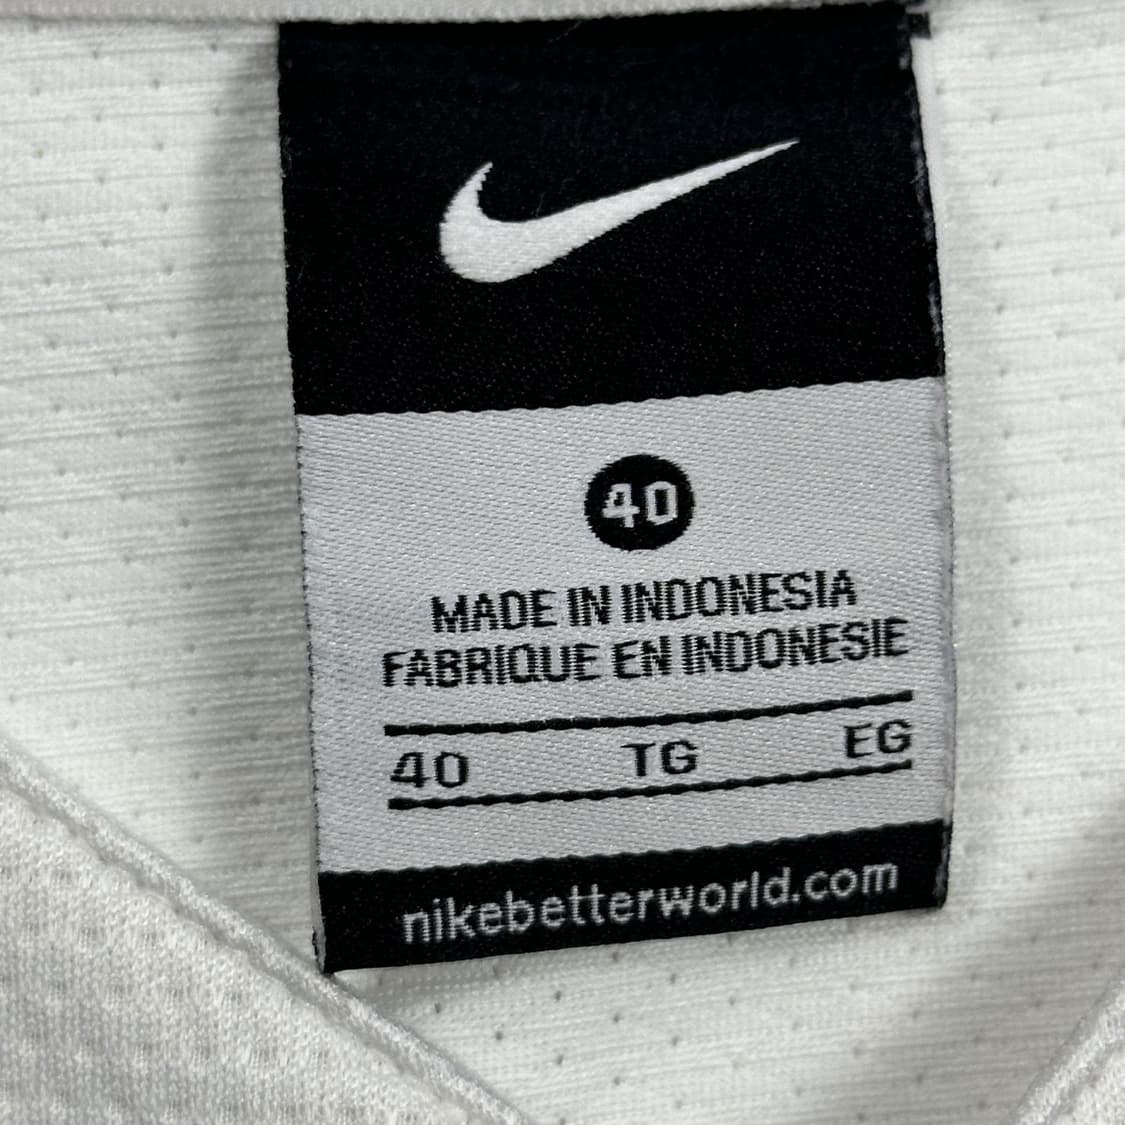 40
MADE IN INDONESIA
FABRIQUE EN INDONESIE
40 TG EG
nikebetterworld.com